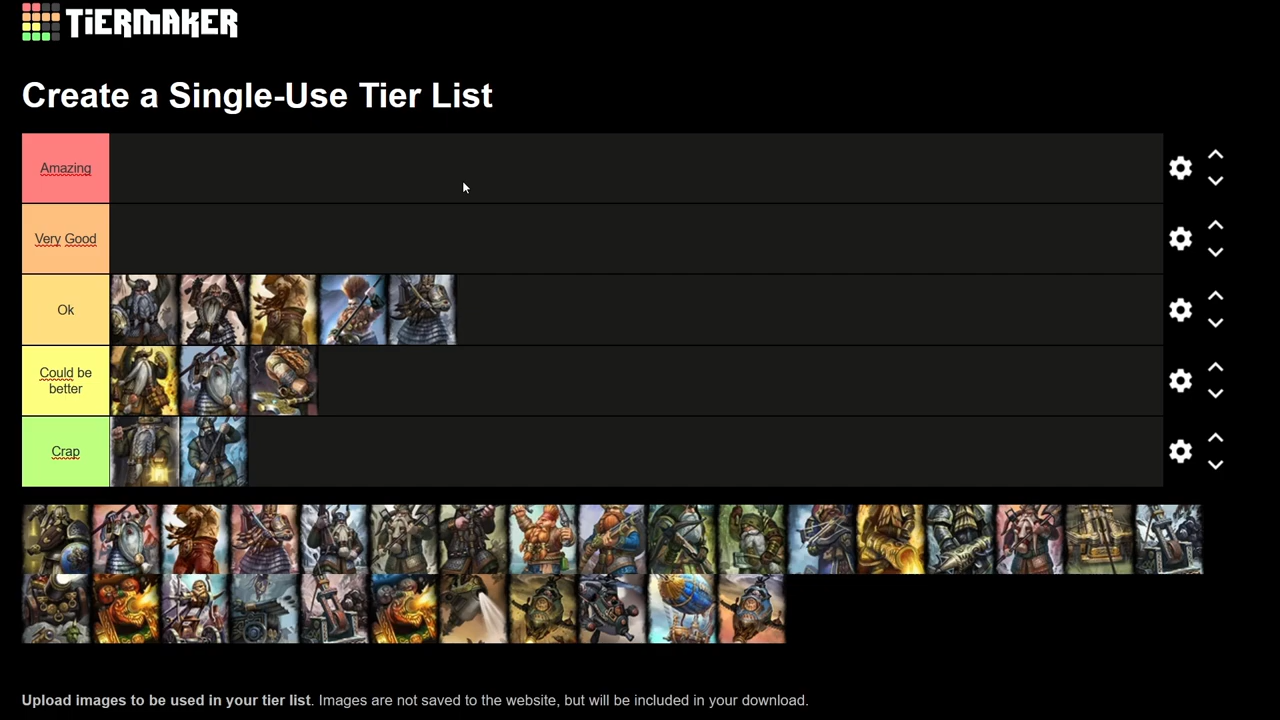 TiERMAKER
Create a Single-Use Tier List
Amazing
Very Good
Ok
Could be
better
Crap
Upload images to be used in your tier list. Images are not saved to the website, but will be included in your download.